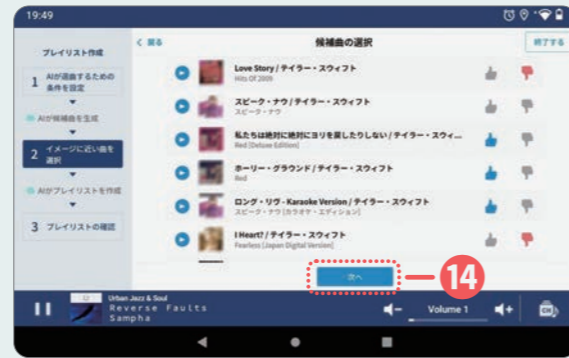 19:49
戻る
候補曲の選択
終了する
プレイリスト作成
1 AIが選曲するための
条件を設定
AIが候補曲を生成
2 イメージに近い曲を
選択
AIがプレイリストを作成
3 プレイリストの確認
Love Story / テイラー・スウィフト
Hits Of 2009
スピーク・ナウ / テイラー・スウィフト
スピーク・ナウ
私たちは絶対に絶対にヨリを戻したりしない / テイラー・スウィ...
Red [Deluxe Edition]
ホーリー・グラウンド / テイラー・スウィフト
Red
ロング・リヴ - Karaoke Version / テイラー・スウィフト
スピーク・ナウ [カラオケ・エディション]
I Heart? / テイラー・スウィフト
Fearless [Japan Digital Version]
次へ
14
Urban Jazz & Soul
Reverse Faults
Sampha
Volume 1